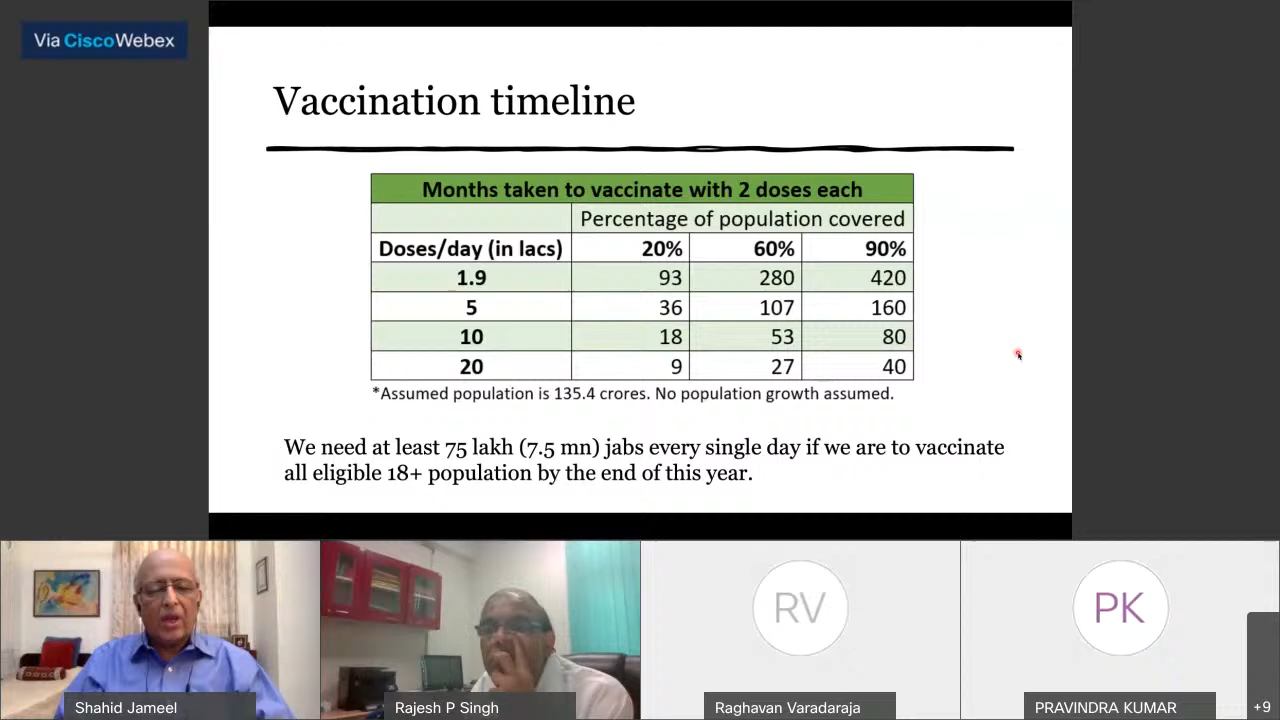 Via CiscoWebex
Vaccination timeline
Months taken to vaccinate with 2 doses each
Percentage of population covered
Doses/day (in lacs) 20% 60% 90%
1.9 93 280 420
5 36 107 160
10 18 53 80
20 9 27 40
*Assumed population is 135.4 crores. No population growth assumed.
We need at least 75 lakh (7.5 mn) jabs every single day if we are to vaccinate
all eligible 18+ population by the end of this year.
RV
PK
Shahid Jameel
Rajesh P Singh
Raghavan Varadaraja
PRAVINDRA KUMAR
+9